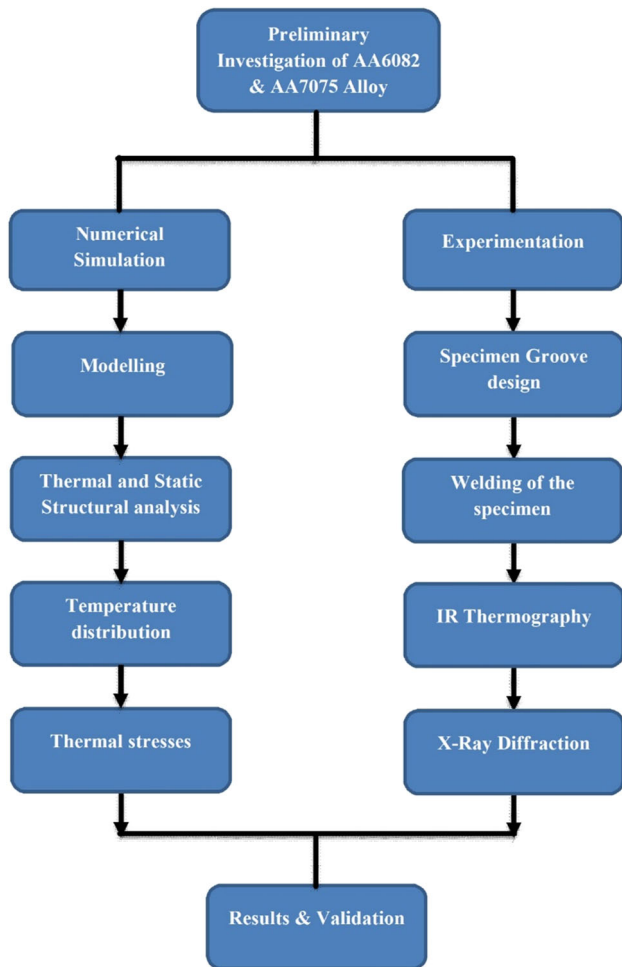 Preliminary
Investigation of AA6082
& AA7075 Alloy
Numerical
Simulation
Modelling
Thermal and Static
Structural analysis
Temperature
distribution
Thermal stresses
Experimentation
Specimen Groove
design
Welding of the
specimen
IR Thermography
X-Ray Diffraction
Results & Validation